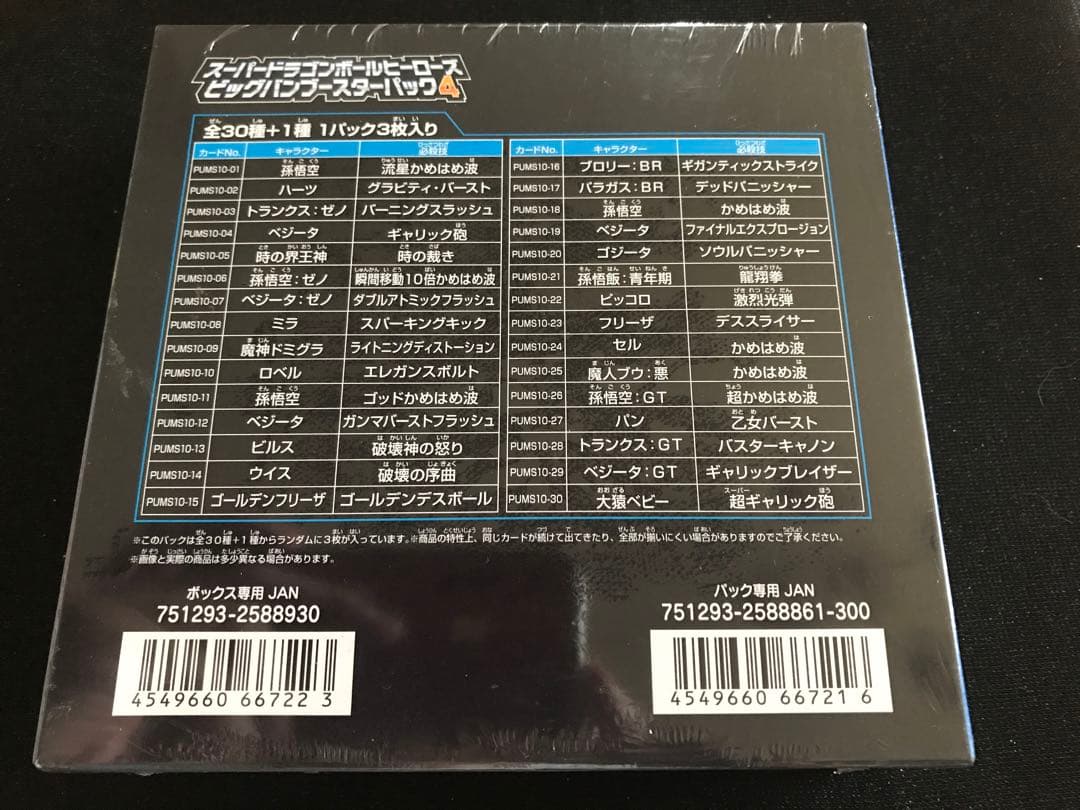 スーパードラゴンボールヒーローズ
ビッグバンブースターパック4
全30種+1種 1パック3枚入り
カードNo. キャラクター 必殺技
PUMS10-01 孫悟空 流星かめはめ波
PUMS10-02 ハーツ グラビティ・バースト
PUMS10-03 トランクス:ゼノ バーニングスラッシュ
PUMS10-04 ベジータ ギャリック砲
PUMS10-05 時の界王神 時の裁き
PUMS10-06 孫悟空:ゼノ 瞬間移動10倍かめはめ波
PUMS10-07 ベジータ:ゼノ ダブルアトミックフラッシュ
PUMS10-08 ミラ スパーキングキック
PUMS10-09 魔神ドミグラ ライトニングディストーション
PUMS10-10 ロベル エレガンスボルト
PUMS10-11 孫悟空 ゴッドかめはめ波
PUMS10-12 ベジータ ガンマバーストフラッシュ
PUMS10-13 ビルス 破壊神の怒り
PUMS10-14 ウイス 破壊の序曲
PUMS10-15 ゴールデンフリーザ ゴールデンデスボール
カードNo. キャラクター 必殺技
PUMS10-16 ブロリー:BR ギガンティックストライク
PUMS10-17 パラガス:BR デッドパニッシャー
PUMS10-18 孫悟空 かめはめ波
PUMS10-19 ベジータ ファイナルエクスプロージョン
PUMS10-20 ゴジータ ソウルパニッシャー
PUMS10-21 孫悟飯:青年期 龍翔拳
PUMS10-22 ピッコロ 激烈光弾
PUMS10-23 フリーザ デススライサー
PUMS10-24 セル かめはめ波
PUMS10-25 魔人ブウ:悪 かめはめ波
PUMS10-26 孫悟空:GT 超かめはめ波
PUMS10-27 パン 乙女バースト
PUMS10-28 トランクス:GT バスターキャノン
PUMS10-29 ベジータ:GT ギャリックブレイザー
PUMS10-30 大猿ベビー 超ギャリック砲
※このパックは全30種+1種からランダムに3枚が入っています。※商品の特性上、同じカードが続けて出てきたり、全部が揃いにくい場合がありますのでご了承ください。
※画像と実際の商品は多少異なる場合があります。
ボックス専用 JAN
751293-2588930
4549660 667223
パック専用 JAN
751293-2588861-300
4549660 667216